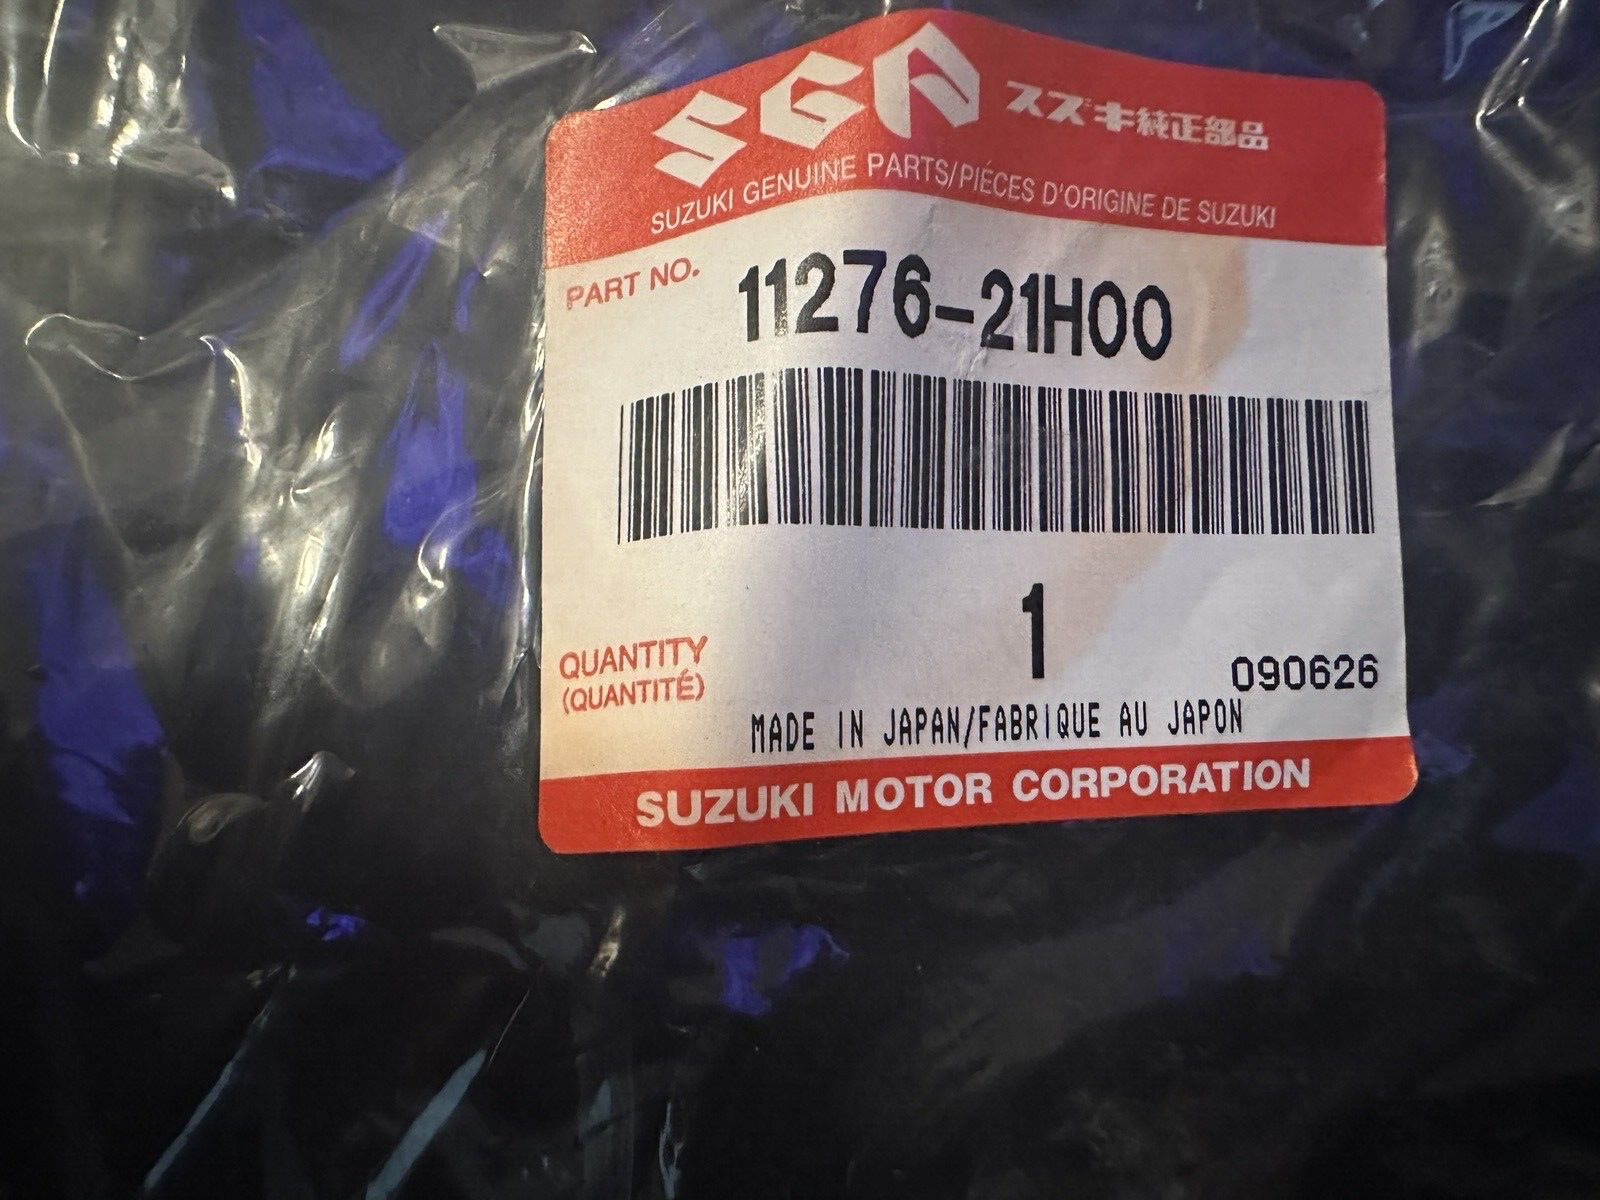 SGP スズキ純正部品
SUZUKI GENUINE PARTS/PIÉCES D'ORIGINE DE SUZUKI
PART NO. 11276-21H00
1
QUANTITY
(QUANTITÉ)
090626
MADE IN JAPAN/FABRIQUE AU JAPON
SUZUKI MOTOR CORPORATION